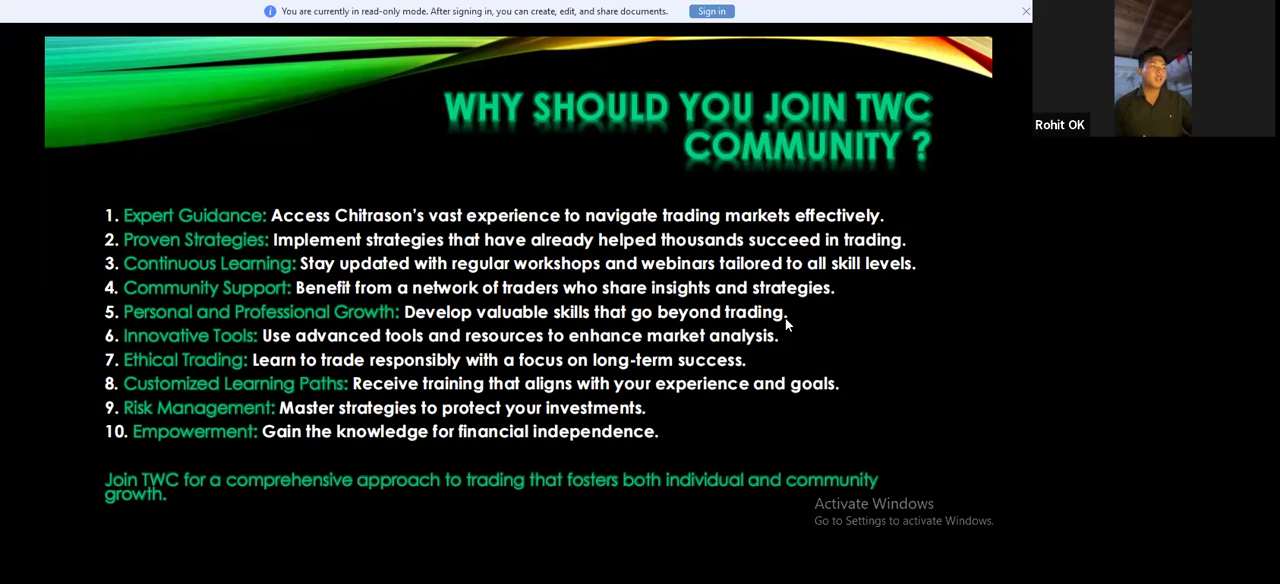 You are currently in read-only mode. After signing in, you can create, edit, and share documents.
Sign in
WHY SHOULD YOU JOIN TWC
COMMUNITY ?
Rohit OK
1. Expert Guidance: Access Chitrason’s vast experience to navigate trading markets effectively.
2. Proven Strategies: Implement strategies that have already helped thousands succeed in trading.
3. Continuous Learning: Stay updated with regular workshops and webinars tailored to all skill levels.
4. Community Support: Benefit from a network of traders who share insights and strategies.
5. Personal and Professional Growth: Develop valuable skills that go beyond trading.
6. Innovative Tools: Use advanced tools and resources to enhance market analysis.
7. Ethical Trading: Learn to trade responsibly with a focus on long-term success.
8. Customized Learning Paths: Receive training that aligns with your experience and goals.
9. Risk Management: Master strategies to protect your investments.
10. Empowerment: Gain the knowledge for financial independence.
Join TWC for a comprehensive approach to trading that fosters both individual and community
growth.
Activate Windows
Go to Settings to activate Windows.